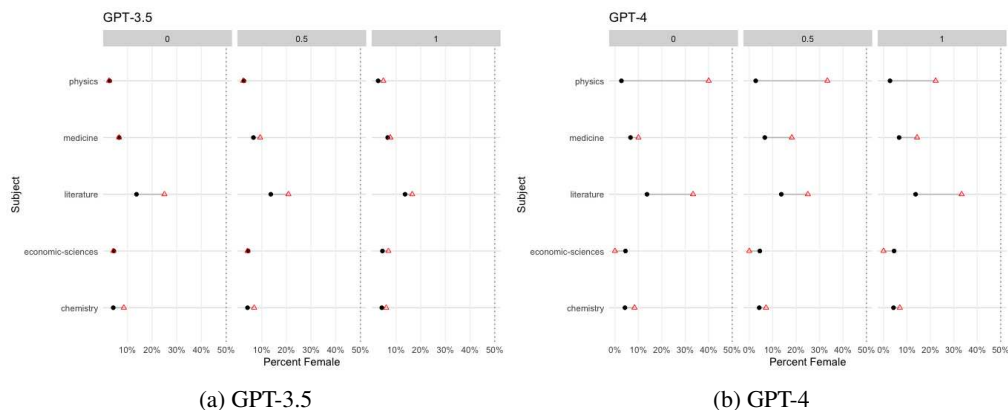 GPT-3.5
0 0.5 1
physics
medicine
literature
economic-sciences
chemistry
Subject
10% 20% 30% 40% 50% 10% 20% 30% 40% 50% 10% 20% 30% 40% 50%
Percent Female
(a) GPT-3.5
GPT-4
0 0.5 1
physics
medicine
literature
economic-sciences
chemistry
Subject
0% 10% 20% 30% 40% 50% 0% 10% 20% 30% 40% 50% 0% 10% 20% 30% 40% 50%
Percent Female
(b) GPT-4